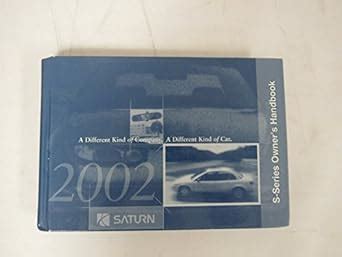 A Different Kind of Company. A Different Kind of Car.
2002
SATURN
S-Series Owner's Handbook